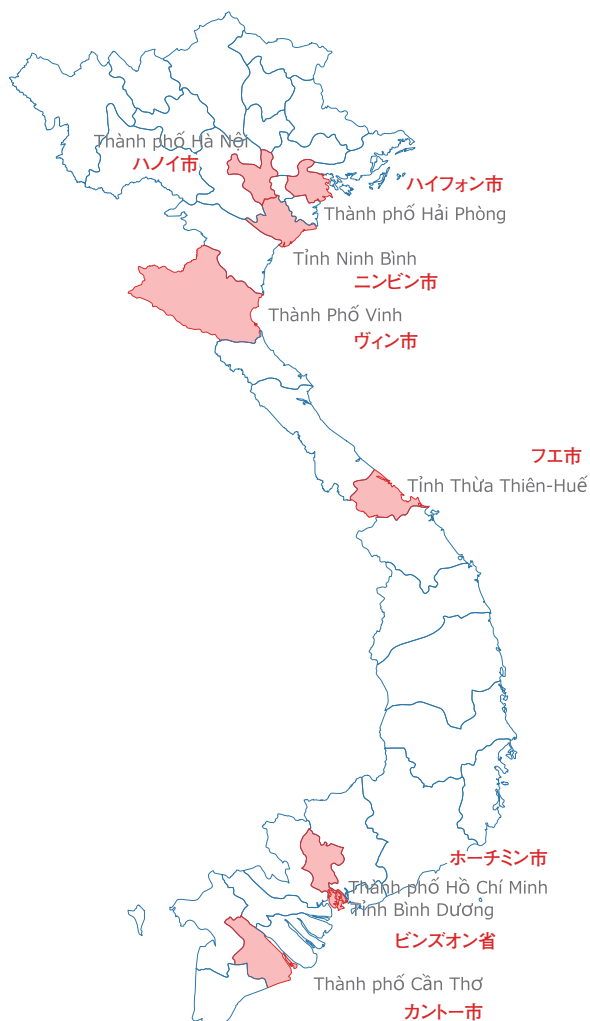 Thành phố Hà Nội
ハノイ市
ハイフォン市
Thành phố Hải Phòng
Tỉnh Ninh Bình
ニンビン市
Thành Phố Vinh
ヴィン市
フエ市
Tỉnh Thừa Thiên-Huế
ホーチミン市
Thành phố Hồ Chí Minh
Tỉnh Bình Dương
ビンズオン省
Thành phố Cần Thơ
カントー市